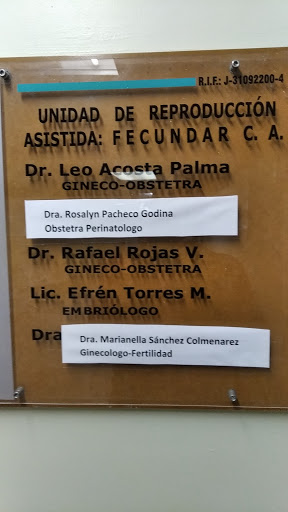 R.I.F.: J-31092200-4
UNIDAD DE REPRODUCCIÓN
ASISTIDA: FECUNDAR C. A.
Dr. Leo Acosta Palma
GINECO-OBSTETRA
Dra. Rosalyn Pacheco Godina
Obstetra Perinatologo
Dr. Rafael Rojas V.
GINECO-OBSTETRA
Lic. Efrén Torres M.
EMBRIÓLOGO
Dra
Dra. Marianella Sánchez Colmenarez
Ginecologo-Fertilidad